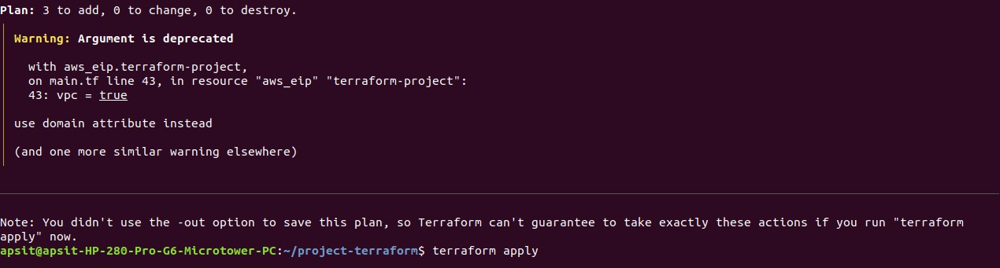 Plan: 3 to add, 0 to change, 0 to destroy.
Warning: Argument is deprecated
with aws_eip.terraform-project,
on main.tf line 43, in resource "aws_eip" "terraform-project":
43: vpc = true
use domain attribute instead
(and one more similar warning elsewhere)
Note: You didn't use the -out option to save this plan, so Terraform can't guarantee to take exactly these actions if you run "terraform
apply" now.
apsit@apsit-HP-280-Pro-G6-Microtower-PC:~/project-terraform$ terraform apply